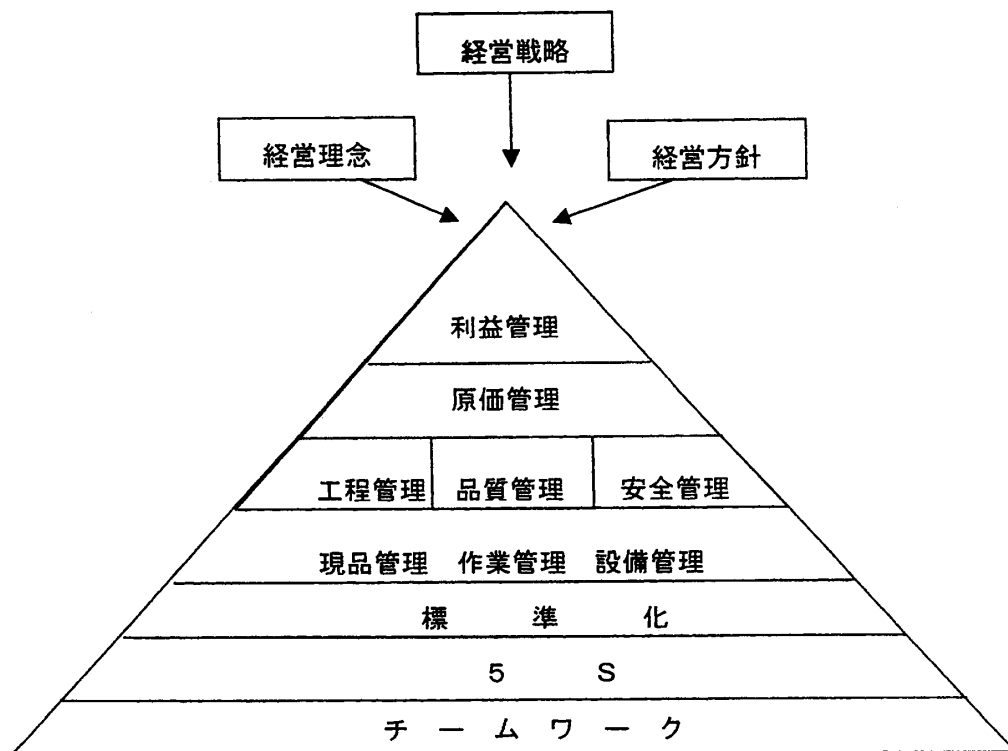 経営戦略
経営理念
経営方針
利益管理
原価管理
工程管理 品質管理 安全管理
現品管理 作業管理 設備管理
標 準 化
5 S
チ ー ム ワ ー ク